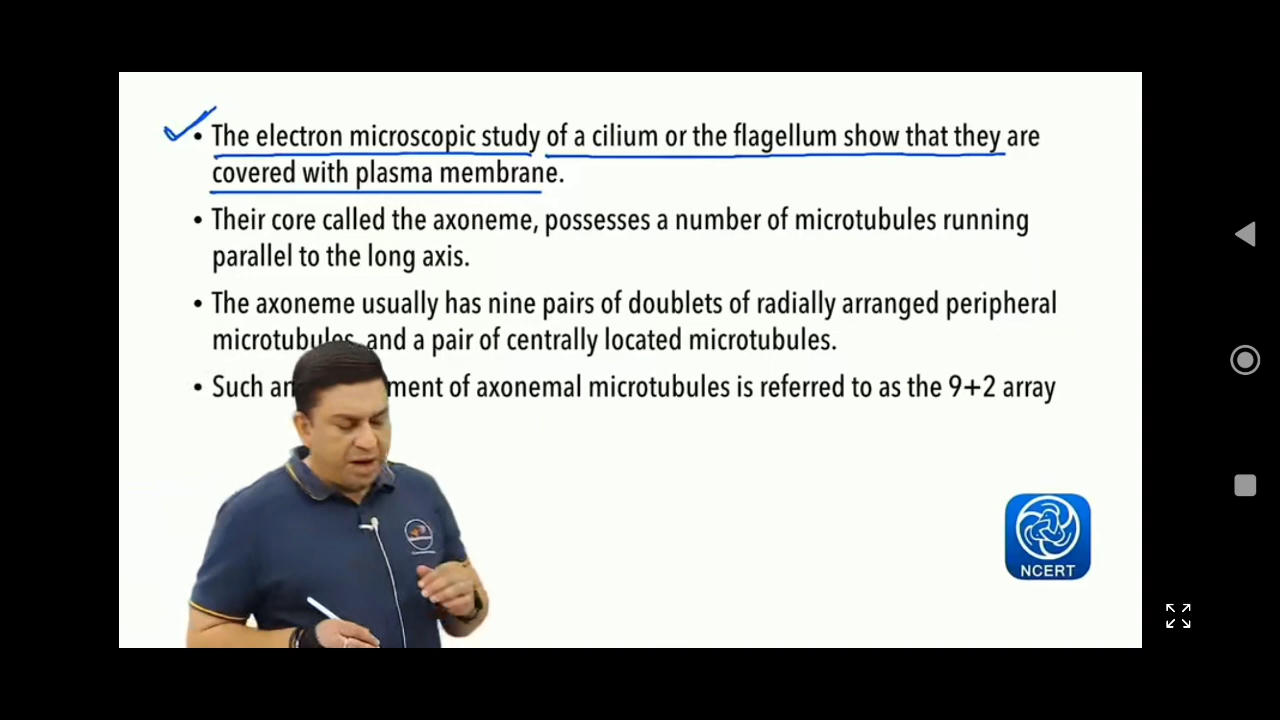 • The electron microscopic study of a cilium or the flagellum show that they are
covered with plasma membrane.
• Their core called the axoneme, possesses a number of microtubules running
parallel to the long axis.
• The axoneme usually has nine pairs of doublets of radially arranged peripheral
microtubules, and a pair of centrally located microtubules.
• Such of axonemal microtubules is referred to as the 9+2 array
NCERT